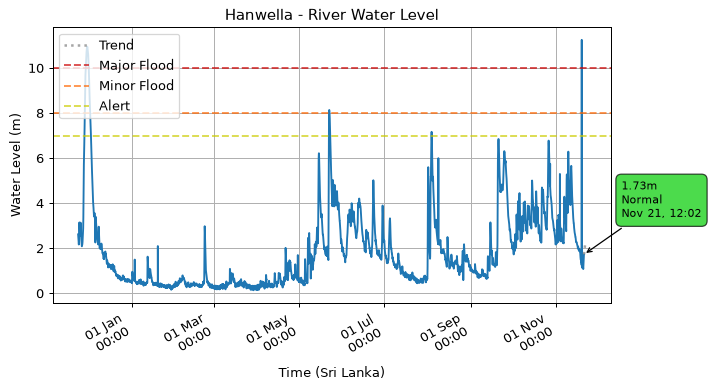 Hanwella - River Water Level
Trend
Major Flood
Minor Flood
Alert
Water Level (m)
10
8
6
4
2
0
1.73m
Normal
Nov 21, 12:02
01 Jan
00:00
01 Mar
00:00
01 May
00:00
01 Jul
00:00
01 Sep
00:00
01 Nov
00:00
Time (Sri Lanka)